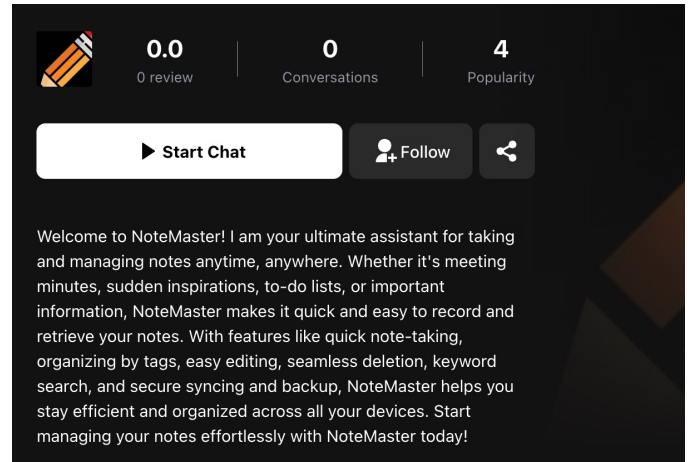 0.0
0 review
0
Conversations
4
Popularity
Start Chat
Follow
Welcome to NoteMaster! I am your ultimate assistant for taking
and managing notes anytime, anywhere. Whether it's meeting
minutes, sudden inspirations, to-do lists, or important
information, NoteMaster makes it quick and easy to record and
retrieve your notes. With features like quick note-taking,
organizing by tags, easy editing, seamless deletion, keyword
search, and secure syncing and backup, NoteMaster helps you
stay efficient and organized across all your devices. Start
managing your notes effortlessly with NoteMaster today!